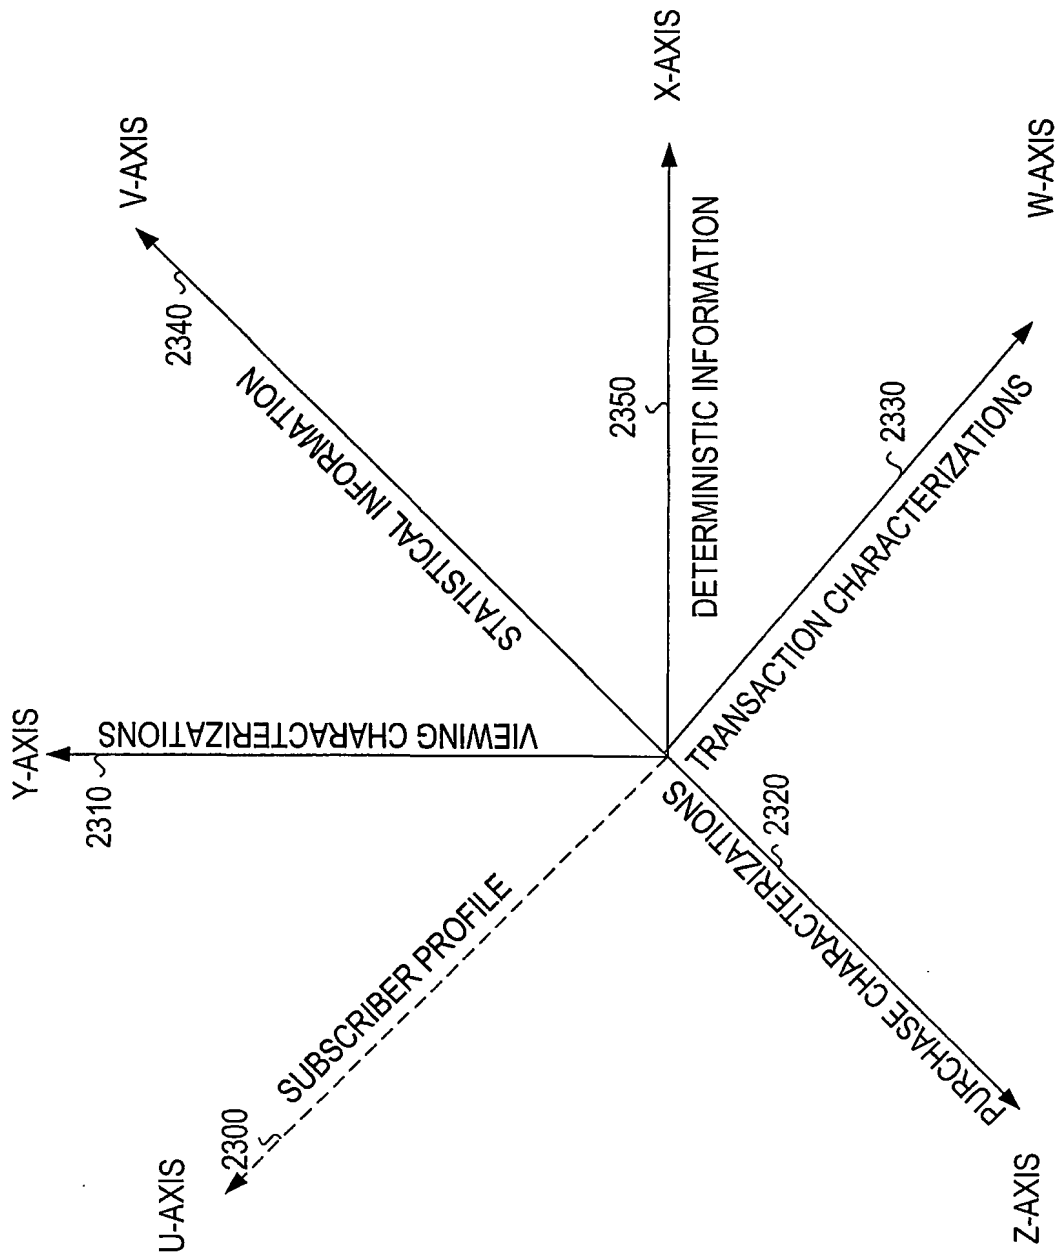 Y-AXIS
2310
VIEWING CHARACTERIZATIONS
V-AXIS
2340
STATISTICAL INFORMATION
X-AXIS
2350
DETERMINISTIC INFORMATION
W-AXIS
2330
TRANSACTION CHARACTERIZATIONS
Z-AXIS
2320
PURCHASE CHARACTERIZATIONS
U-AXIS
2300
SUBSCRIBER PROFILE